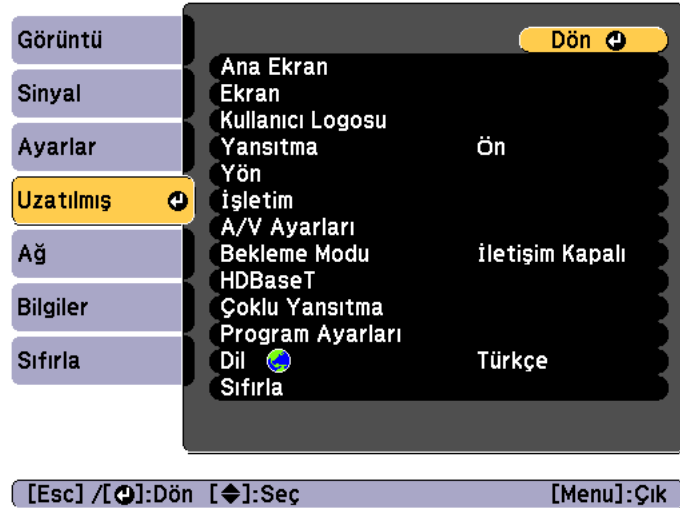 Görüntü
Sinyal
Ayarlar
Uzatılmış
Ağ
Bilgiler
Sıfırla
Dön
Ana Ekran
Ekran
Kullanıcı Logosu
Yansıtma Ön
Yön
İşletim
A/V Ayarları
Bekleme Modu İletişim Kapalı
HDBaseT
Çoklu Yansıtma
Program Ayarları
Dil Türkçe
Sıfırla
[Esc] /[⏎]:Dön [◆]:Seç [Menu]:Çık